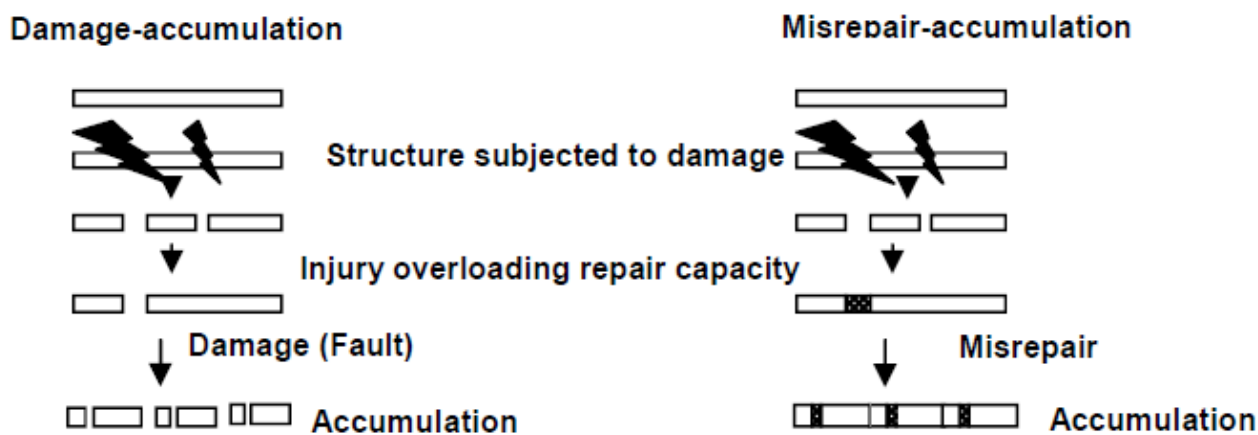 Damage-accumulation
Misrepair-accumulation
Structure subjected to damage
Injury overloading repair capacity
Damage (Fault)
Misrepair
Accumulation
Accumulation